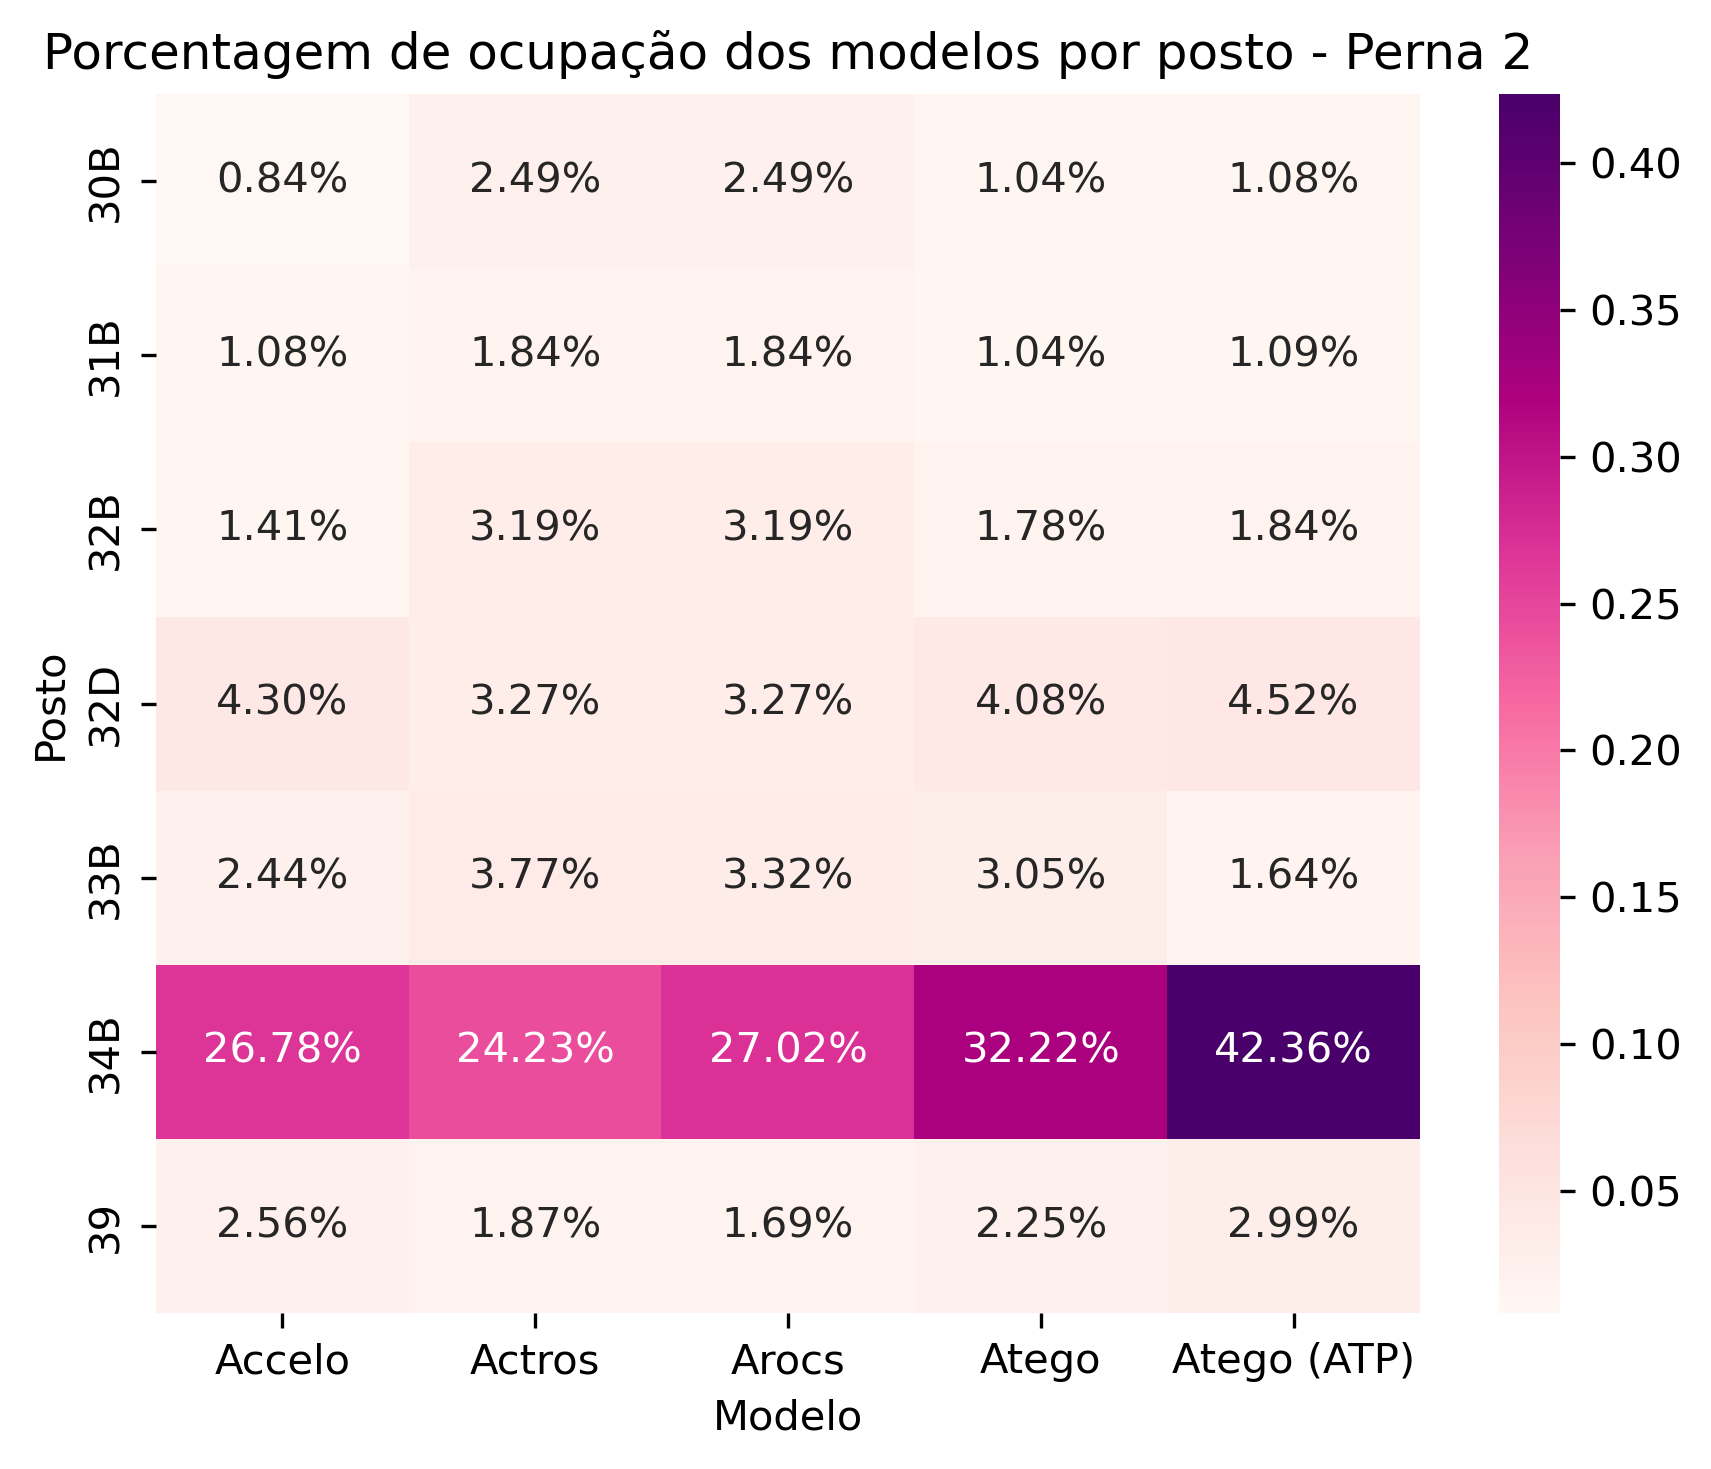 Porcentagem de ocupação dos modelos por posto - Perna 2
30B 0.84% 2.49% 2.49% 1.04% 1.08%
31B 1.08% 1.84% 1.84% 1.04% 1.09%
32B 1.41% 3.19% 3.19% 1.78% 1.84%
32D 4.30% 3.27% 3.27% 4.08% 4.52%
33B 2.44% 3.77% 3.32% 3.05% 1.64%
34B 26.78% 24.23% 27.02% 32.22% 42.36%
39 2.56% 1.87% 1.69% 2.25% 2.99%
Posto
Accelo Actros Arocs Atego Atego (ATP)
Modelo
0.40
0.35
0.30
0.25
0.20
0.15
0.10
0.05